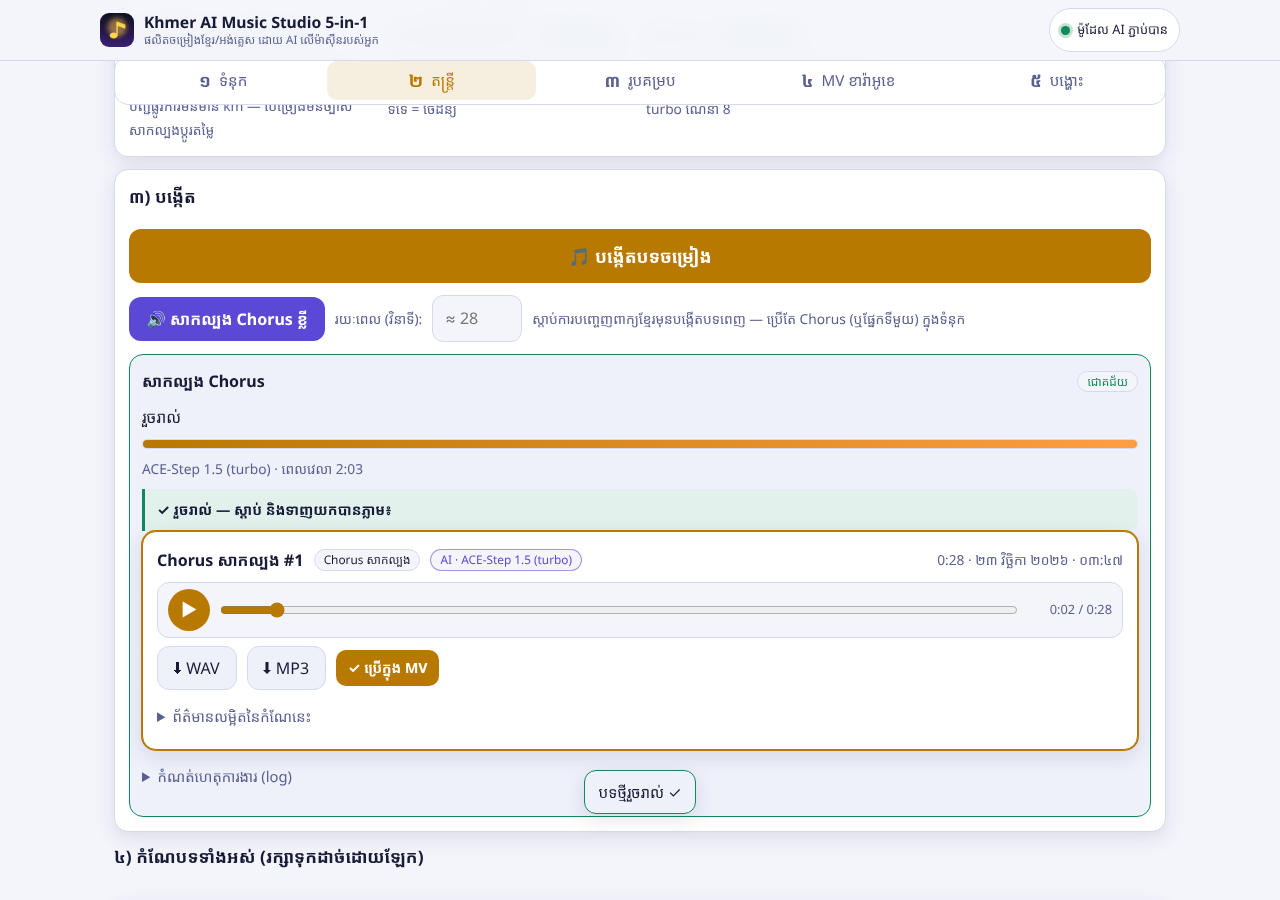 Khmer AI Music Studio 5-in-1
ផលិតចម្រៀងខ្មែរ/អង់គ្លេស ដោយ AI លើម៉ាស៊ីនរបស់អ្នក
ម៉ូដែល AI ភ្ជាប់បាន
១ ទំនុក
២ តន្ត្រី
៣ រូបគម្រប
៤ MV ខារ៉ាអូខេ
៥ បង្ហោះ
turbo ណែនាំ 8
សាកល្បងប្តូរតម្លៃ
៣) បង្កើត
🎵 បង្កើតបទចម្រៀង
🔊 សាកល្បង Chorus ខ្លី
រយៈពេល (វិនាទី):
≈ 28
ស្តាប់ការបញ្ចេញពាក្យខ្មែរមុនបង្កើតបទពេញ — ប្រើតែ Chorus (ឬផ្នែកទីមួយ) ក្នុងទំនុក
សាកល្បង Chorus
ជោគជ័យ
រួចរាល់
ACE-Step 1.5 (turbo) · ពេលវេលា 2:03
✓ រួចរាល់ — ស្តាប់ និងទាញយកបានភ្លាម៖
Chorus សាកល្បង #1
Chorus សាកល្បង
AI · ACE-Step 1.5 (turbo)
0:28 · ២៣ វិច្ឆិកា ២០២៦ · ០៣:៤៧
0:02 / 0:28
⬇ WAV
⬇ MP3
✓ ប្រើក្នុង MV
▶ ព័ត៌មានលម្អិតនៃកំណែនេះ
▶ កំណត់ហេតុការងារ (log)
បទថ្មីរួចរាល់ ✓
៤) កំណែបទទាំងអស់ (រក្សាទុកដាច់ដោយឡែក)